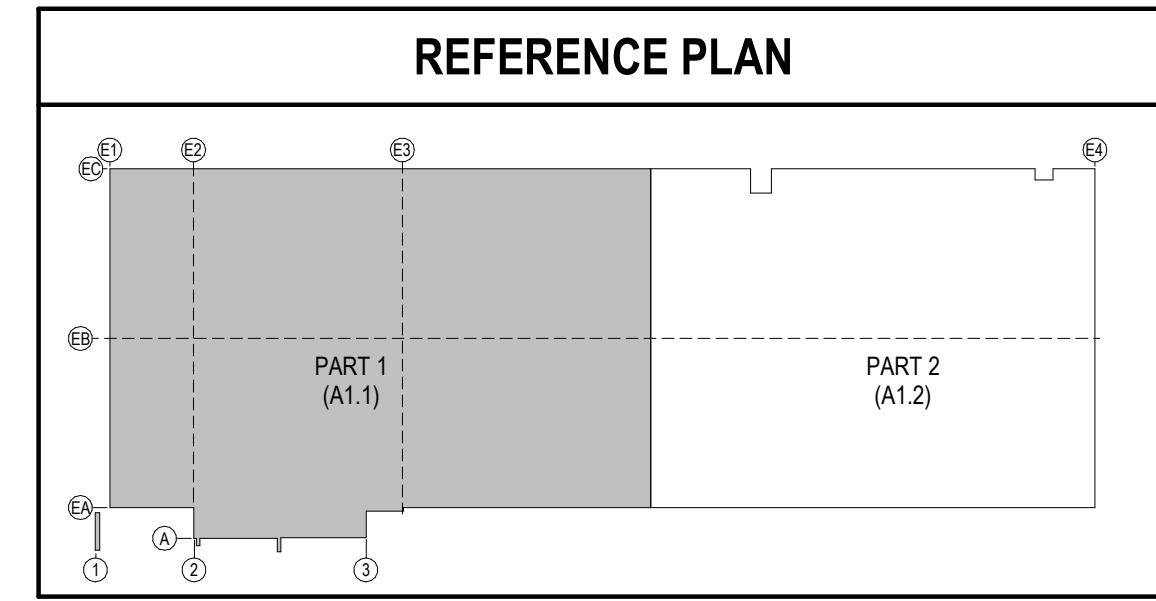 REFERENCE PLAN
E1 E2 E3 E4
EC
EB
PART 1
(A1.1)
PART 2
(A1.2)
EA
A
1 2 3